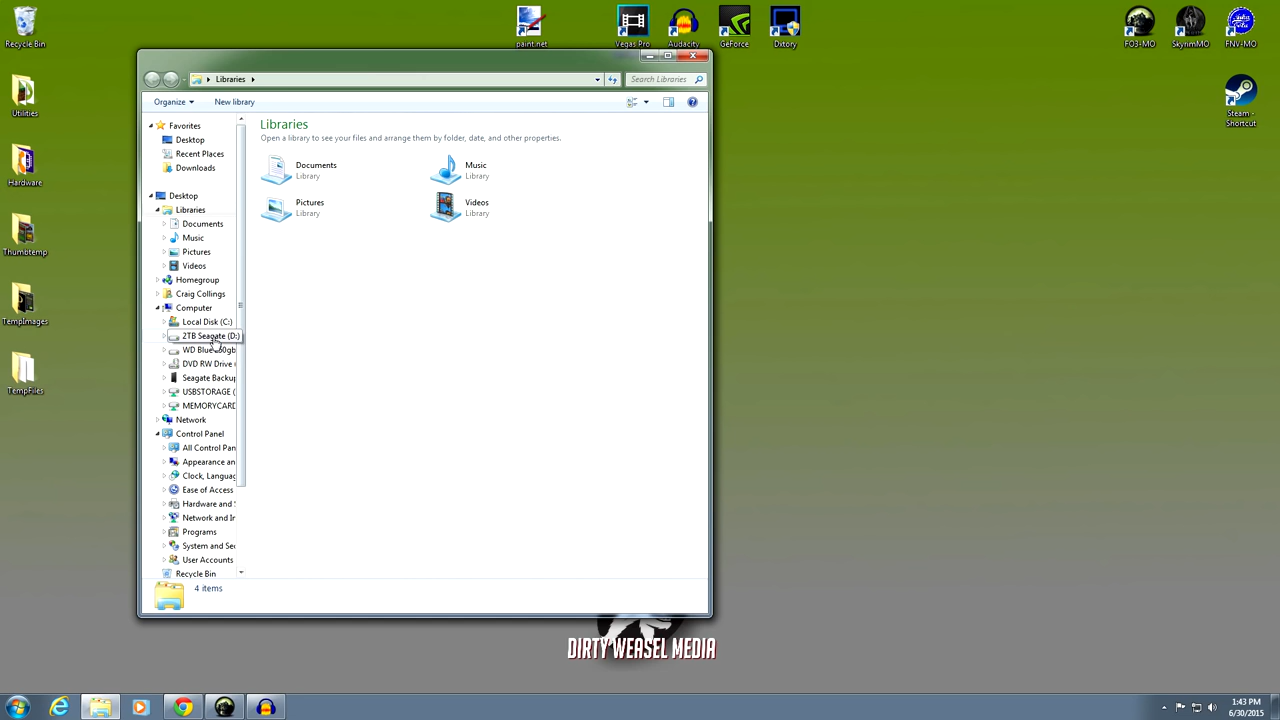 Recycle Bin
paint.net
Vegas Pro
Audacity
GeForce
Dxtory
FO3-MO
SkyrimMO
FNV-MO
Utilities
Hardware
Thumbtemp
TempImages
TempFiles
Steam -
Shortcut
Libraries
Search Libraries
Organize
New library
Favorites
Desktop
Recent Places
Downloads
Desktop
Libraries
Documents
Music
Pictures
Videos
Homegroup
Craig Collings
Computer
Local Disk (C:)
2TB Seagate (D:)
WD Blue
DVD RW Drive
Seagate Backup
USBSTORAGE (
MEMORYCARD
Network
Control Panel
All Control Pan
Appearance an
Clock, Languag
Ease of Access
Hardware and S
Network and In
Programs
System and Sec
User Accounts
Recycle Bin
Libraries
Open a library to see your files and arrange them by folder, date, and other properties.
Documents
Library
Music
Library
Pictures
Library
Videos
Library
4 items
DIRTY WEASEL MEDIA
1:43 PM
6/30/2015